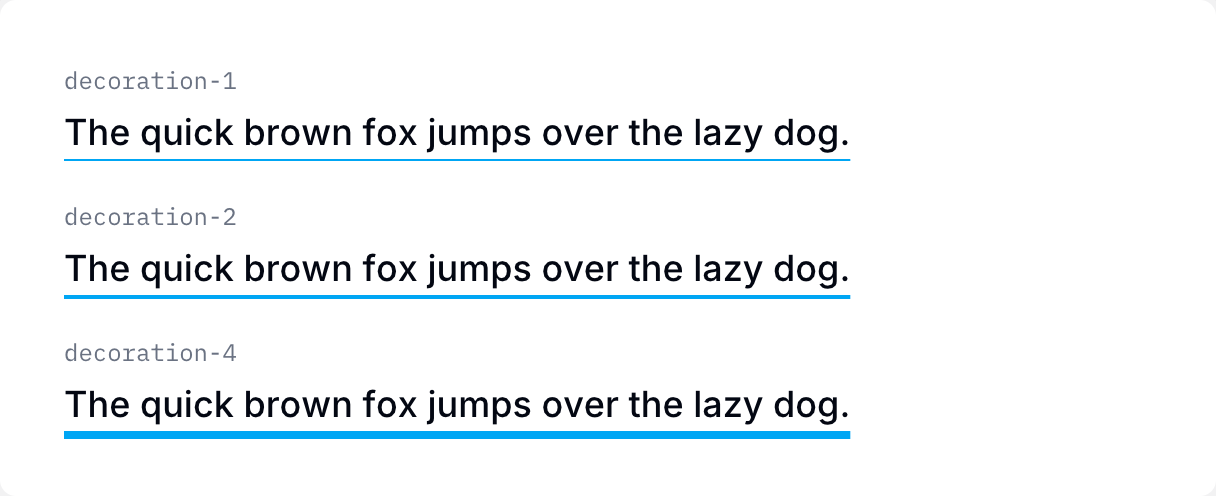 decoration-1
The quick brown fox jumps over the lazy dog.
decoration-2
The quick brown fox jumps over the lazy dog.
decoration-4
The quick brown fox jumps over the lazy dog.